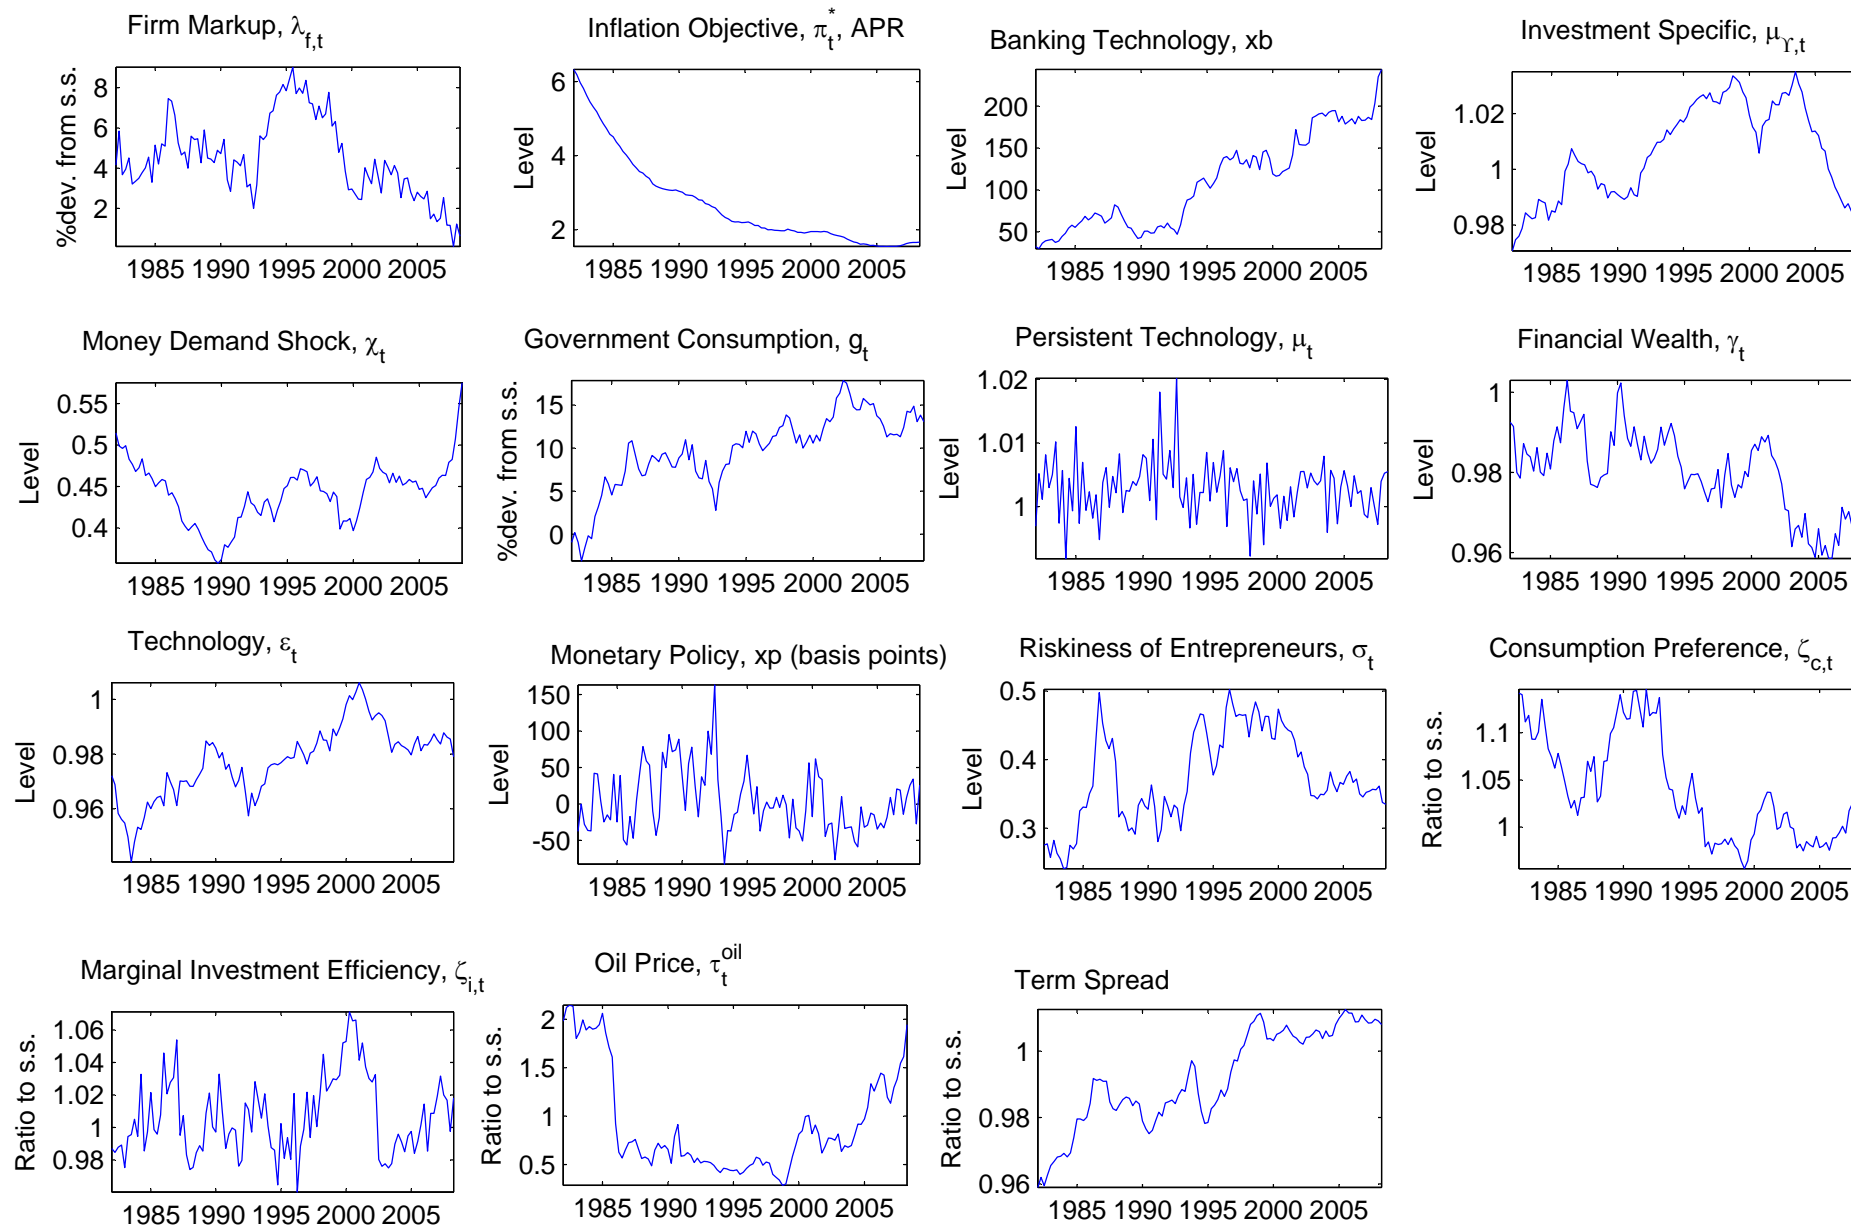 Firm Markup, λf,t
%dev. from s.s.
8
6
4
2
1985 1990 1995 2000 2005
Inflation Objective, πt*, APR
Level
6
4
2
1985 1990 1995 2000 2005
Banking Technology, xb
Level
200
150
100
50
1985 1990 1995 2000 2005
Investment Specific, μϒ,t
Level
1.02
1
0.98
1985 1990 1995 2000 2005
Money Demand Shock, χt
Level
0.55
0.5
0.45
0.4
1985 1990 1995 2000 2005
Government Consumption, gt
%dev. from s.s.
15
10
5
0
1985 1990 1995 2000 2005
Persistent Technology, μt
Level
1.02
1.01
1
1985 1990 1995 2000 2005
Financial Wealth, γt
Level
1
0.98
0.96
1985 1990 1995 2000 2005
Technology, εt
Level
1
0.98
0.96
1985 1990 1995 2000 2005
Monetary Policy, xp (basis points)
Level
150
100
50
0
-50
1985 1990 1995 2000 2005
Riskiness of Entrepreneurs, σt
Level
0.5
0.4
0.3
1985 1990 1995 2000 2005
Consumption Preference, ζc,t
Ratio to s.s.
1.1
1.05
1
1985 1990 1995 2000 2005
Marginal Investment Efficiency, ζi,t
Ratio to s.s.
1.06
1.04
1.02
1.00
0.98
1985 1990 1995 2000 2005
Oil Price, τt^oil
Ratio to s.s.
2
1.5
1
0.5
1985 1990 1995 2000 2005
Term Spread
Ratio to s.s.
1
0.98
0.96
1985 1990 1995 2000 2005